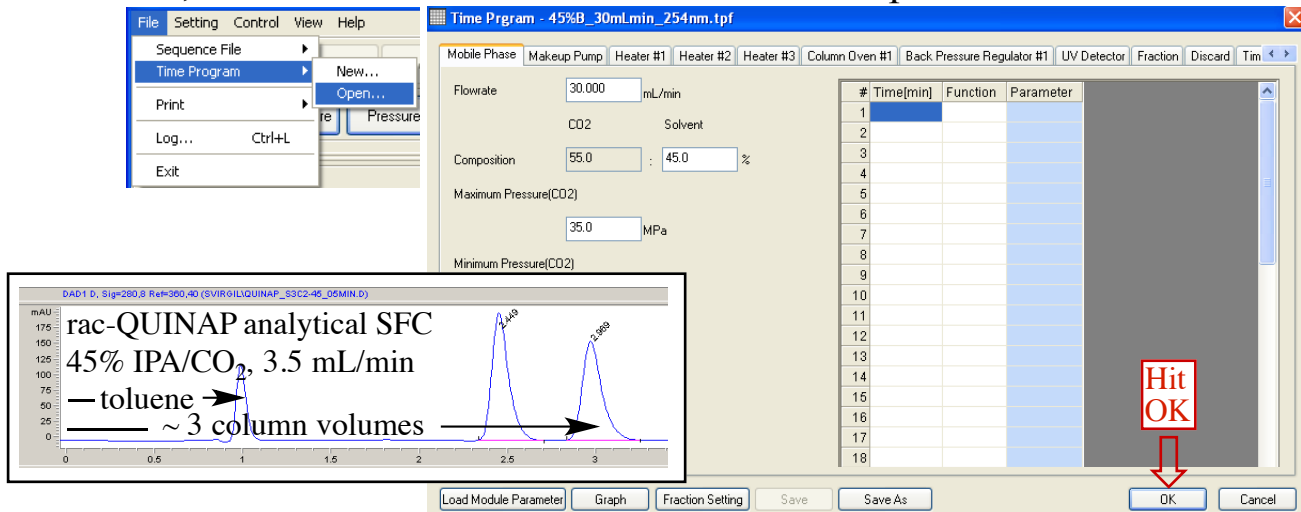 File Setting Control View Help
Sequence File
Time Program
New...
Open...
Print
Log... Ctrl+L
Exit
Pressure
Time Prgram - 45%B_30mLmin_254nm.tpf
Mobile Phase Makeup Pump Heater #1 Heater #2 Heater #3 Column Oven #1 Back Pressure Regulator #1 UV Detector Fraction Discard Tim
Flowrate 30.000 mL/min
CO2 Solvent
Composition 55.0 : 45.0 %
Maximum Pressure(CO2)
35.0 MPa
Minimum Pressure(CO2)
# Time[min] Function Parameter
1
2
3
4
5
6
7
8
9
10
11
12
13
14
15
16
17
18
Hit
OK
Load Module Parameter Graph Fraction Setting Save Save As OK Cancel
DAD1 D, Sig=280,8 Ref=360,40 (SVIRGIL\QUINAP_S3C2-45_05MIN.D)
mAU
175
150
125
100
75
50
25
0
rac-QUINAP analytical SFC
45% IPA/CO2, 3.5 mL/min
toluene
~ 3 column volumes
2.449
2.969
0 0.5 1 1.5 2 2.5 3